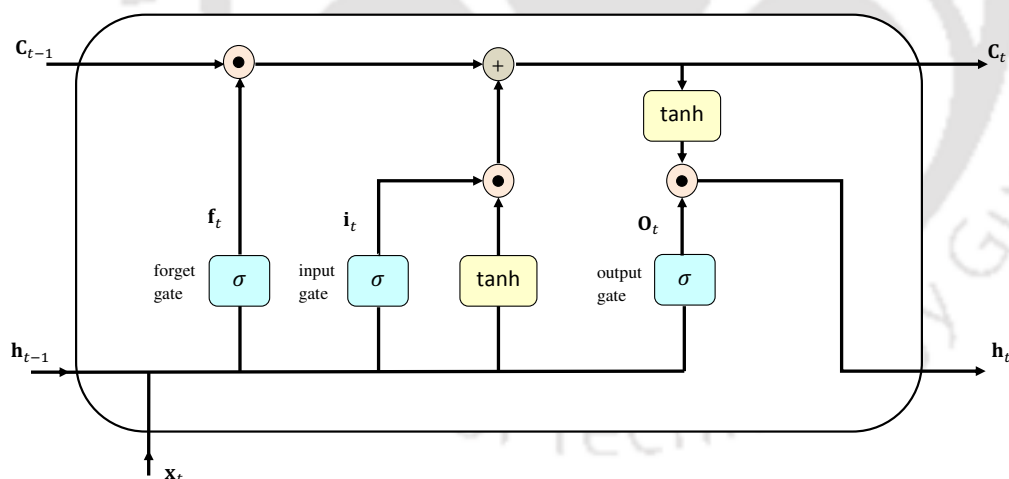 C_{t−1}
+
C_t
tanh
f_t
i_t
O_t
forget
gate
σ
input
gate
σ
tanh
output
gate
σ
h_{t−1}
h_t
x_t